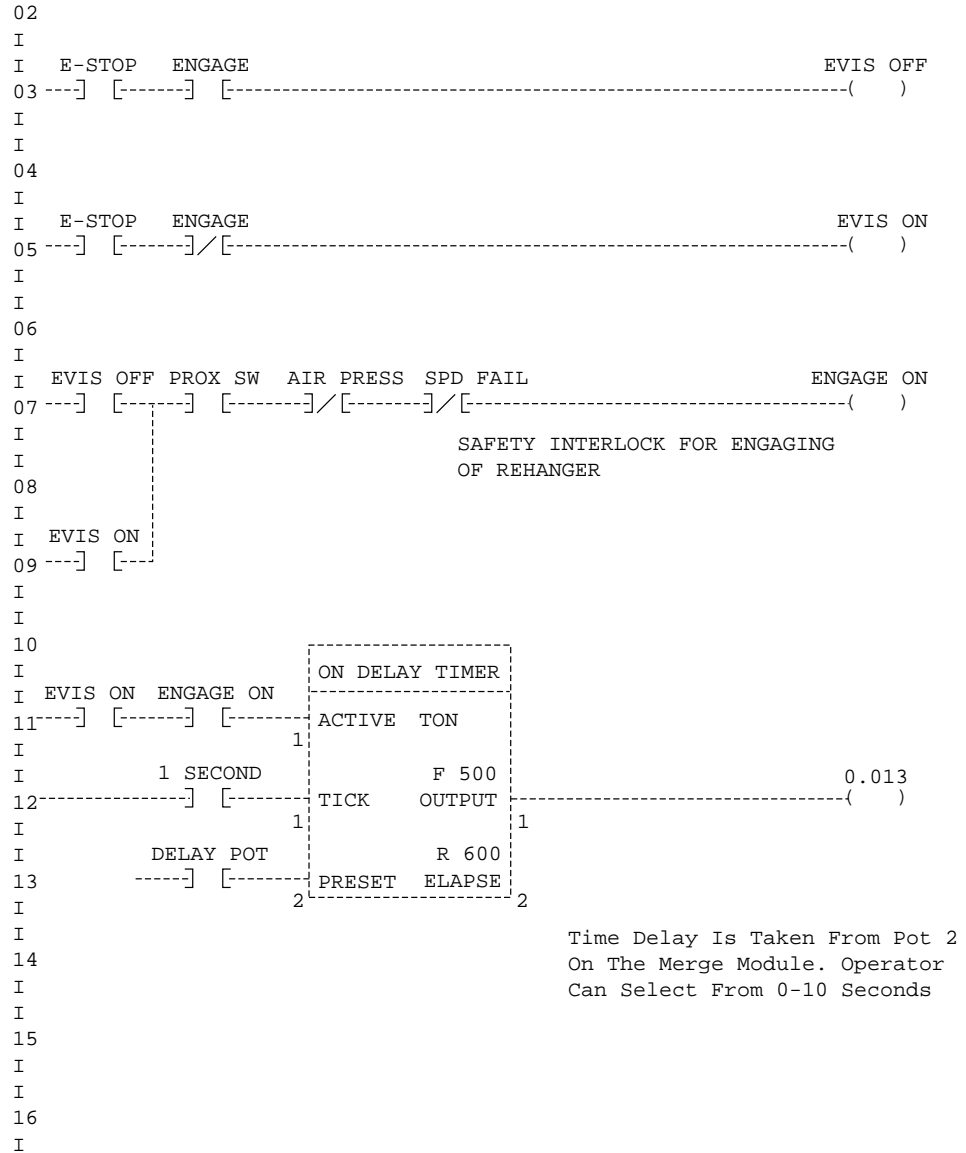 02
I
I E-STOP ENGAGE EVIS OFF
03 ----] [------] [----------------------------------------------------( )
I
I
04
I
I E-STOP ENGAGE EVIS ON
05 ----] [------]/[----------------------------------------------------( )
I
I
06
I
I EVIS OFF PROX SW AIR PRESS SPD FAIL ENGAGE ON
07 ----] [------] [-------]/[-------]/[--------------------------------( )
I SAFETY INTERLOCK FOR ENGAGING
I OF REHANGER
08
I
I EVIS ON
09 ----] [----
I
I
10
I ON DELAY TIMER
I EVIS ON ENGAGE ON
11 ----] [------] [------- ACTIVE TON
I 1
I 1 SECOND F 500 0.013
12 ---------------] [------- TICK OUTPUT ----------------------------( )
I 1 1
I DELAY POT R 600
13 -----] [-------- PRESET ELAPSE
I 2 2
I Time Delay Is Taken From Pot 2
14 On The Merge Module. Operator
I Can Select From 0-10 Seconds
I
15
I
I
16
I